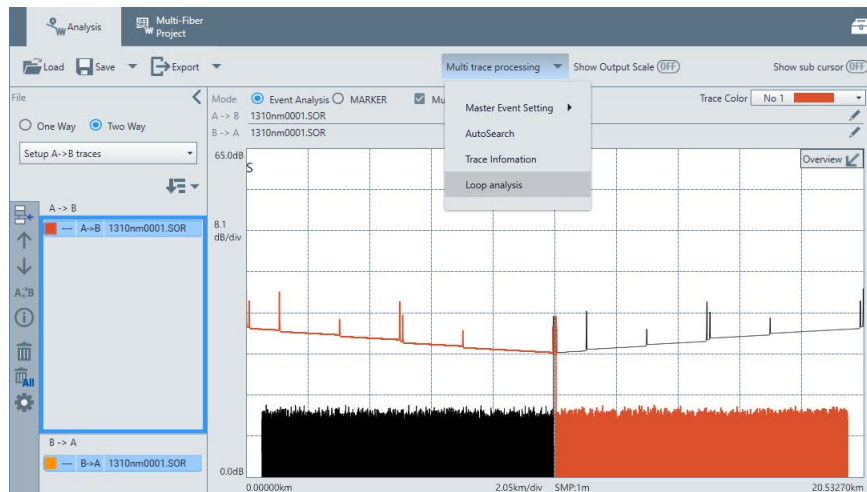 Analysis
Multi-Fiber
Project
Load
Save
Export
Multi trace processing
Show Output Scale
OFF
Show sub cursor
OFF
File
One Way
Two Way
Setup A->B traces
Mode
Event Analysis
MARKER
Mu
Trace Color
No 1
A -> B
1310nm0001.SOR
B -> A
1310nm0001.SOR
Master Event Setting
AutoSearch
Trace Infomation
Loop analysis
Overview
65.0dB
S
8.1
dB/div
0.0dB
0.00000km
2.05km/div
SMP:1m
20.53270km
A -> B
A->B
1310nm0001.SOR
All
B -> A
B->A
1310nm0001.SOR